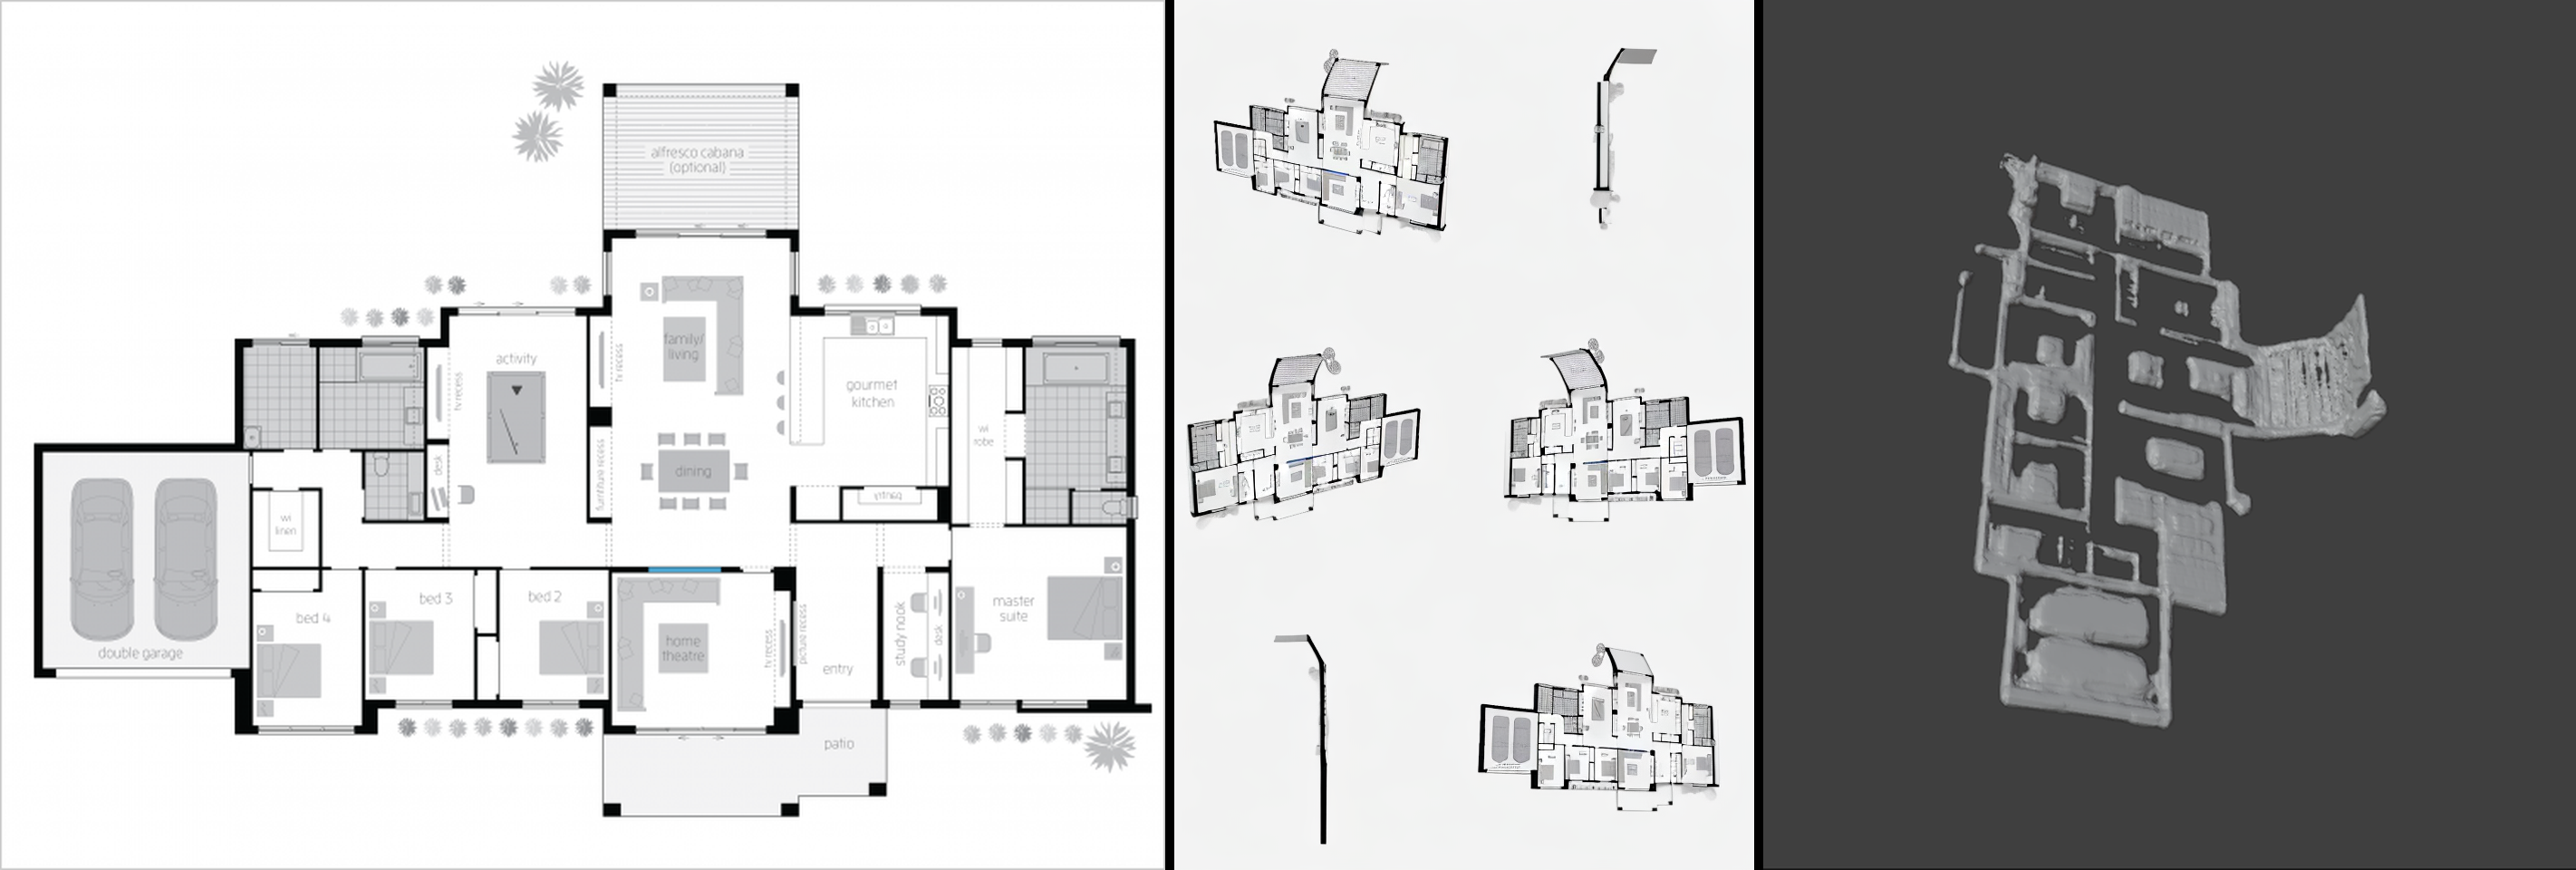 alfresco cabana
(optional)
activity
tv recess
tv recess
family/
living
gourmet
kitchen
wi
robe
furniture recess
dining
desk
wi
linen
pantry
bed 4
bed 3
bed 2
home
theatre
tv recess
picture recess
entry
study nook
desk
master
suite
double garage
patio